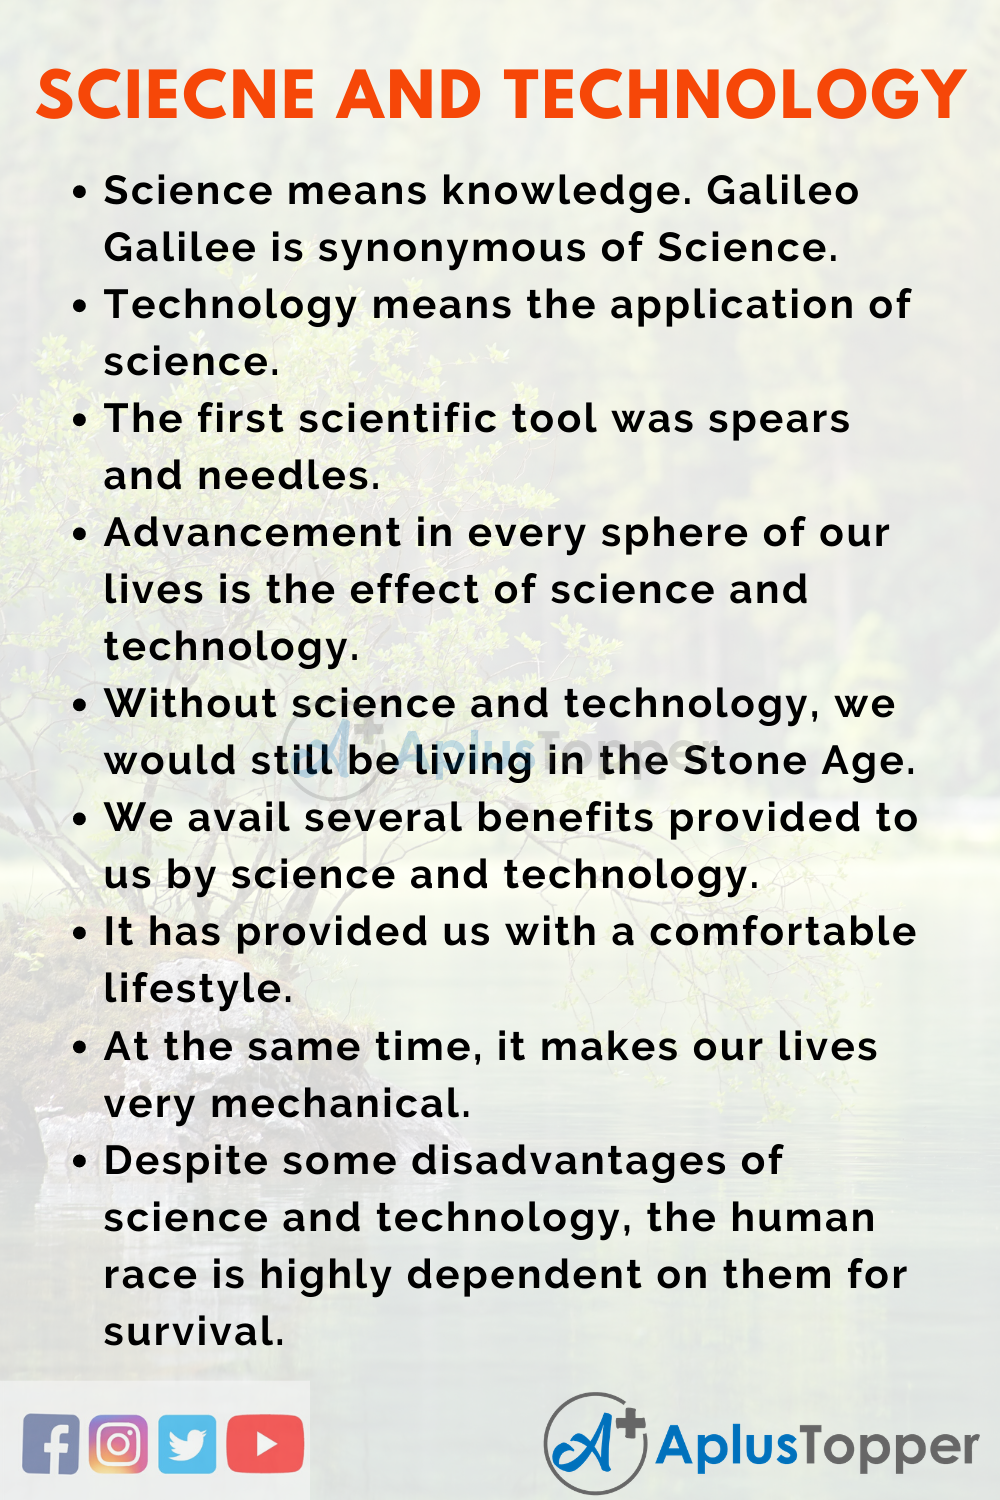 SCIECNE AND TECHNOLOGY
• Science means knowledge. Galileo
Galilee is synonymous of Science.
• Technology means the application of
science.
• The first scientific tool was spears
and needles.
• Advancement in every sphere of our
lives is the effect of science and
technology.
• Without science and technology, we
would still be living in the Stone Age.
• We avail several benefits provided to
us by science and technology.
• It has provided us with a comfortable
lifestyle.
• At the same time, it makes our lives
very mechanical.
• Despite some disadvantages of
science and technology, the human
race is highly dependent on them for
survival.
A+ AplusTopper
A+ AplusTopper